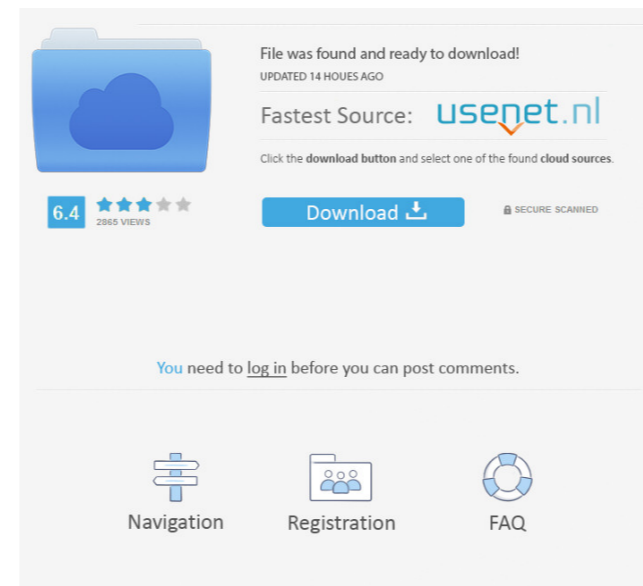 File was found and ready to download!
UPDATED 14 HOUES AGO
Fastest Source: usenet.nl
Click the download button and select one of the found cloud sources.
6.4
2865 VIEWS
Download
SECURE SCANNED
You need to log in before you can post comments.
Navigation
Registration
FAQ